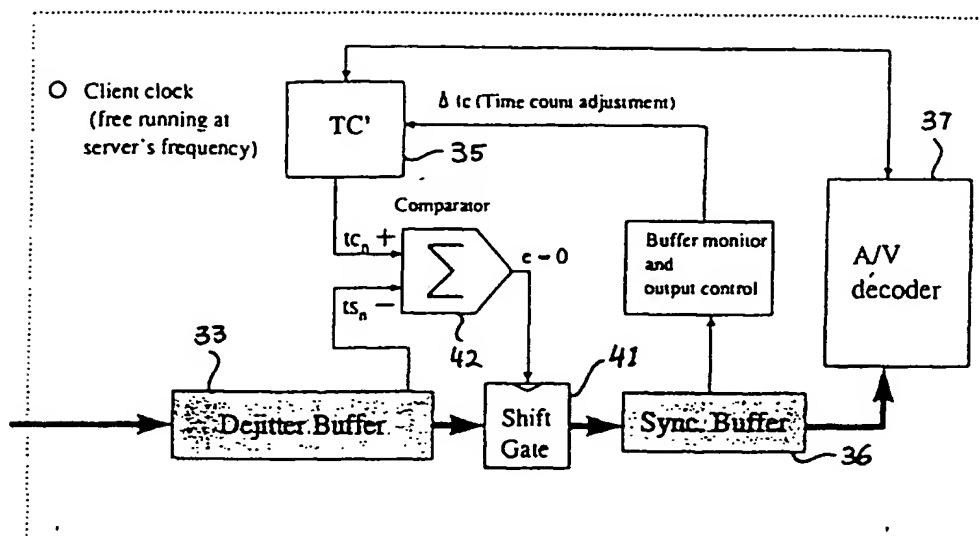 Client clock
(free running at
server's frequency)
TC'
Δ tc (Time count adjustment)
35
37
Comparator
tc_n +
ts_n −
Σ
e − 0
42
Buffer monitor
and
output control
A/V
décoder
33
Dejitter Buffer
41
Shift
Gate
Sync. Buffer
36